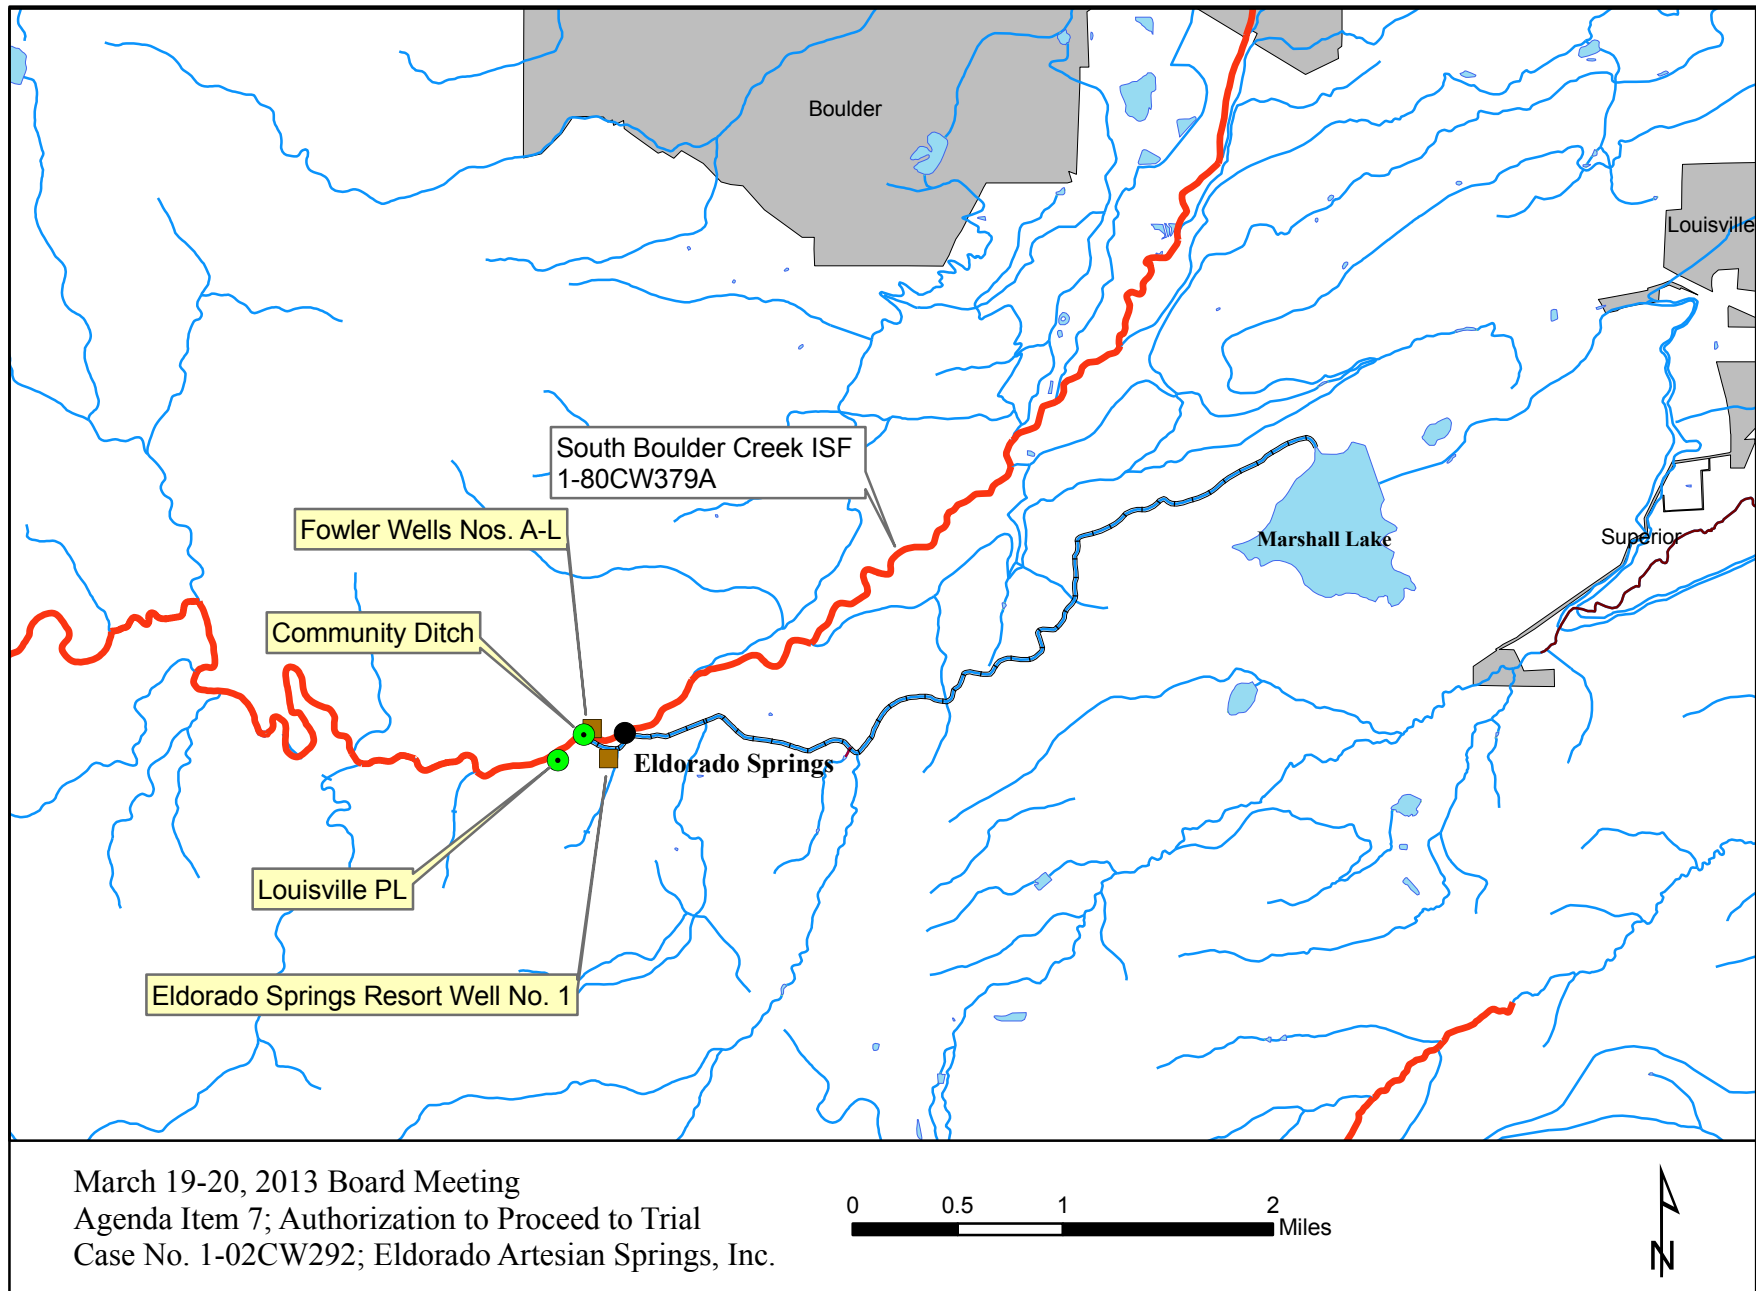 Boulder
Louisville
South Boulder Creek ISF
1-80CW379A
Fowler Wells Nos. A-L
Marshall Lake
Superior
Community Ditch
Eldorado Springs
Louisville PL
Eldorado Springs Resort Well No. 1
March 19-20, 2013 Board Meeting
Agenda Item 7; Authorization to Proceed to Trial
Case No. 1-02CW292; Eldorado Artesian Springs, Inc.
0 0.5 1 2
Miles
N